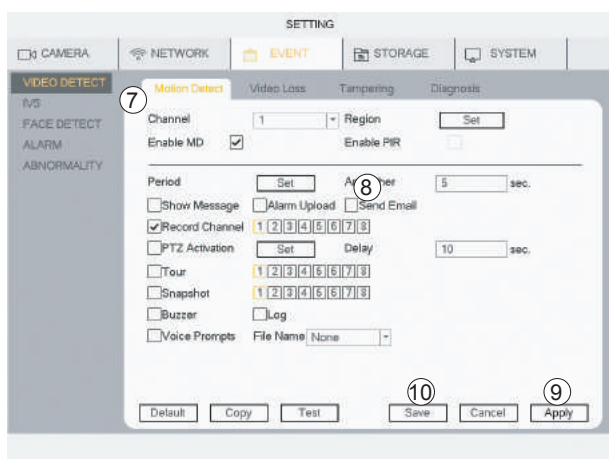 SETTING
CAMERA NETWORK EVENT STORAGE SYSTEM
VIDEO DETECT
IVS
FACE DETECT
ALARM
ABNORMALITY
7 Motion Detect Video Loss Tampering Diagnosis
Channel 1 Region Set
Enable MD Enable PIR
Period Set 8 5 sec.
Show Message Alarm Upload Send Email
Record Channel 1 2 3 4 5 6 7 8
PTZ Activation Set Delay 10 sec.
Tour 1 2 3 4 5 6 7 8
Snapshot 1 2 3 4 5 6 7 8
Buzzer Log
Voice Prompts File Name None
10 9
Default Copy Test Save Cancel Apply